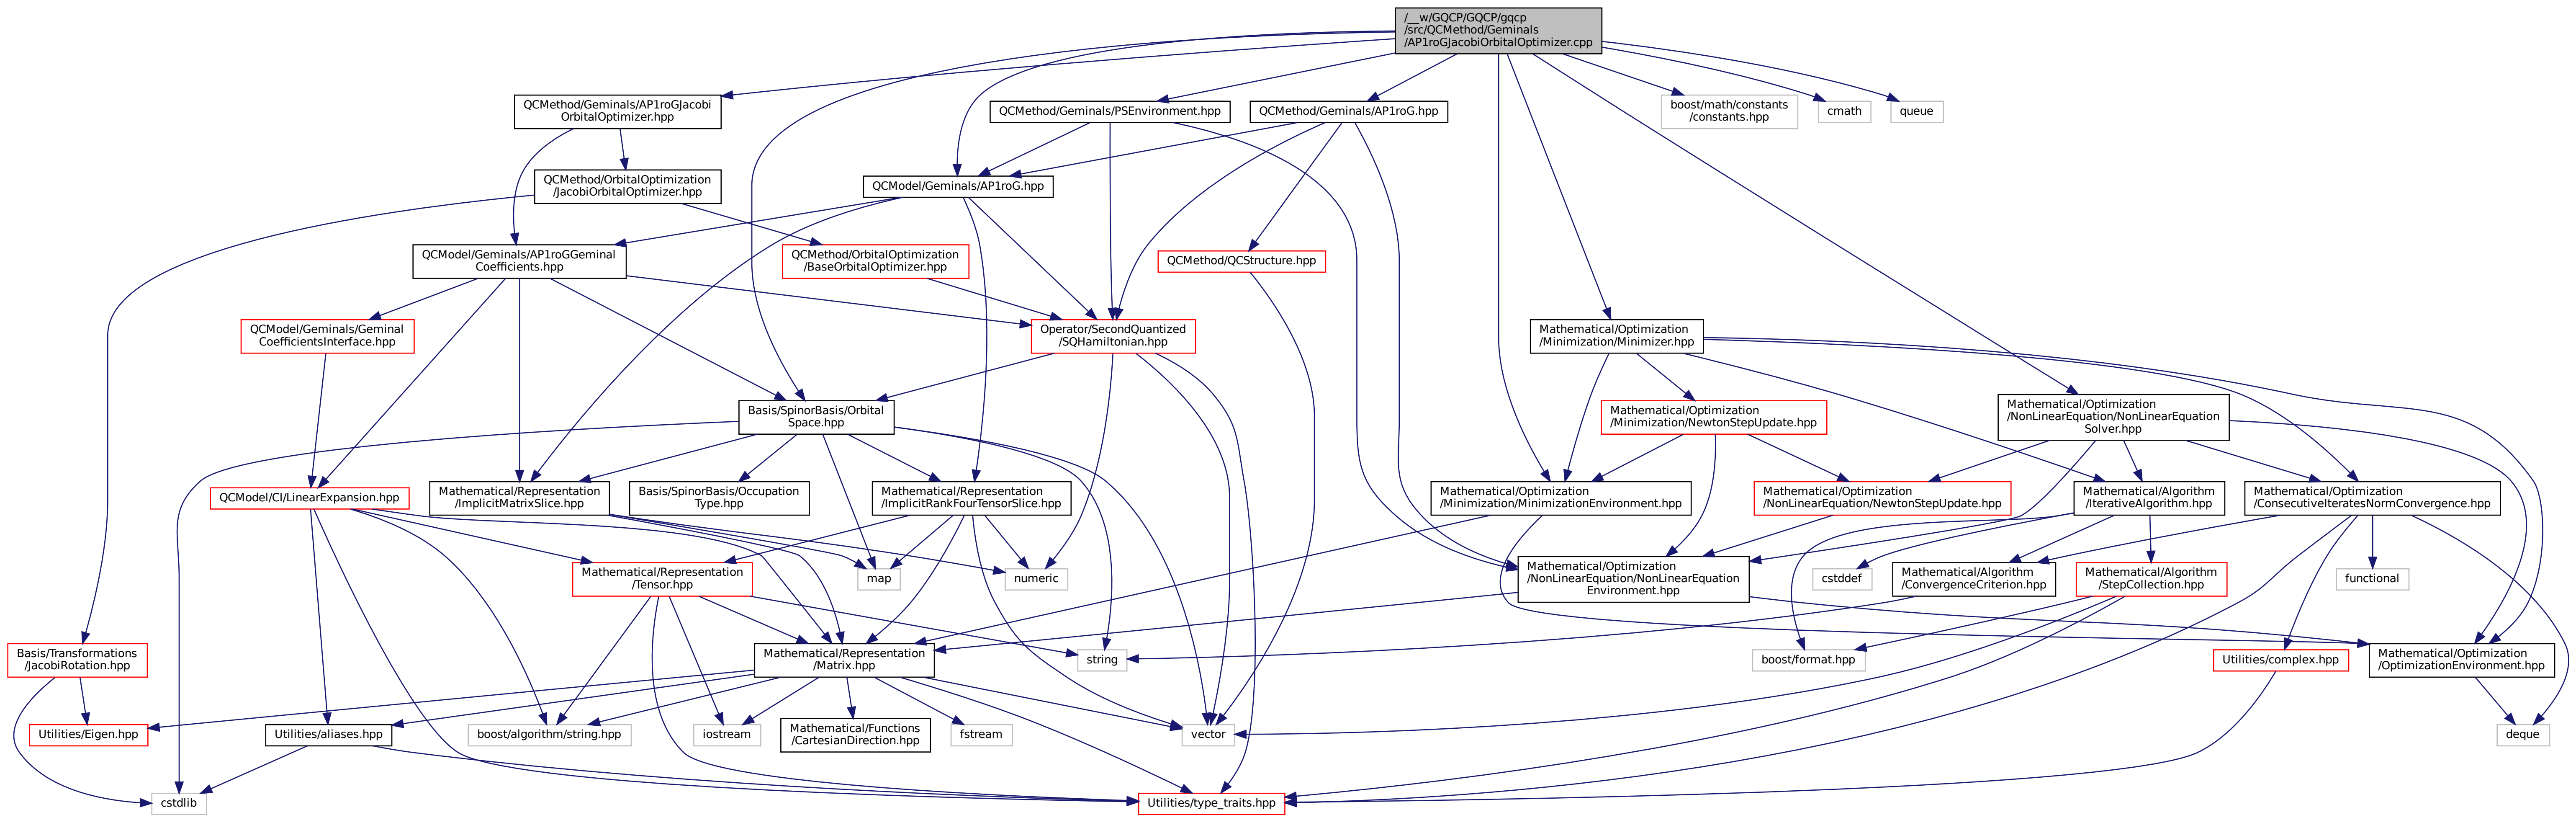 /__w/GQCP/GQCP/gqcp
/src/QCMethod/Geminals
/AP1roGJacobiOrbitalOptimizer.cpp
QCMethod/Geminals/AP1roGJacobi
OrbitalOptimizer.hpp
QCMethod/Geminals/PSEnvironment.hpp
QCMethod/Geminals/AP1roG.hpp
boost/math/constants
/constants.hpp
cmath
queue
QCMethod/OrbitalOptimization
/JacobiOrbitalOptimizer.hpp
QCModel/Geminals/AP1roG.hpp
QCModel/Geminals/AP1roGGeminal
Coefficients.hpp
QCMethod/OrbitalOptimization
/BaseOrbitalOptimizer.hpp
QCMethod/QCStructure.hpp
QCModel/Geminals/Geminal
CoefficientsInterface.hpp
Operator/SecondQuantized
/SQHamiltonian.hpp
Mathematical/Optimization
/Minimization/Minimizer.hpp
Basis/SpinorBasis/Orbital
Space.hpp
Mathematical/Optimization
/Minimization/NewtonStepUpdate.hpp
Mathematical/Optimization
/NonLinearEquation/NonLinearEquation
Solver.hpp
QCModel/CI/LinearExpansion.hpp
Mathematical/Representation
/ImplicitMatrixSlice.hpp
Basis/SpinorBasis/Occupation
Type.hpp
Mathematical/Representation
/ImplicitRankFourTensorSlice.hpp
Mathematical/Optimization
/Minimization/MinimizationEnvironment.hpp
Mathematical/Optimization
/NonLinearEquation/NewtonStepUpdate.hpp
Mathematical/Algorithm
/IterativeAlgorithm.hpp
Mathematical/Optimization
/ConsecutiveIteratesNormConvergence.hpp
Mathematical/Representation
/Tensor.hpp
map
numeric
Mathematical/Optimization
/NonLinearEquation/NonLinearEquation
Environment.hpp
cstddef
Mathematical/Algorithm
/ConvergenceCriterion.hpp
Mathematical/Algorithm
/StepCollection.hpp
functional
Basis/Transformations
/JacobiRotation.hpp
Mathematical/Representation
/Matrix.hpp
string
boost/format.hpp
Utilities/complex.hpp
Mathematical/Optimization
/OptimizationEnvironment.hpp
Utilities/Eigen.hpp
Utilities/aliases.hpp
boost/algorithm/string.hpp
iostream
Mathematical/Functions
/CartesianDirection.hpp
fstream
vector
deque
cstdlib
Utilities/type_traits.hpp